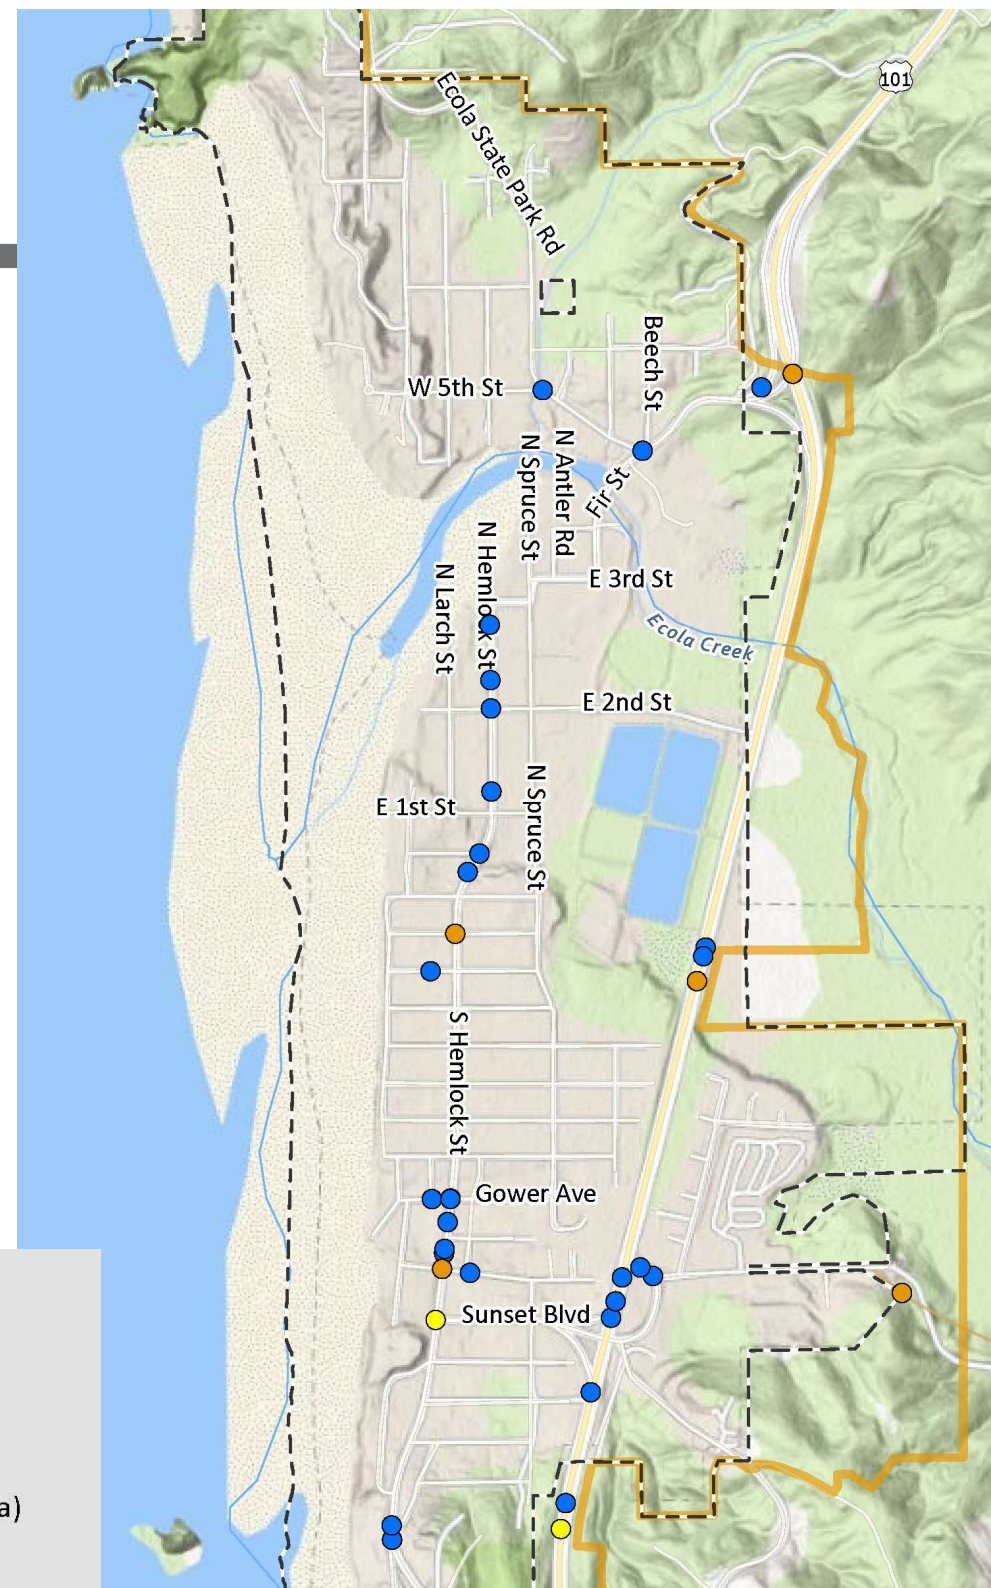 101
Ecola State Park Rd
Beech St
W 5th St
N Antler Rd
N Spruce St
Fir St
N Hemlock St
N Larch St
E 3rd St
Ecola Creek
E 2nd St
N Spruce St
E 1st St
S Hemlock St
Gower Ave
Sunset Blvd
a)